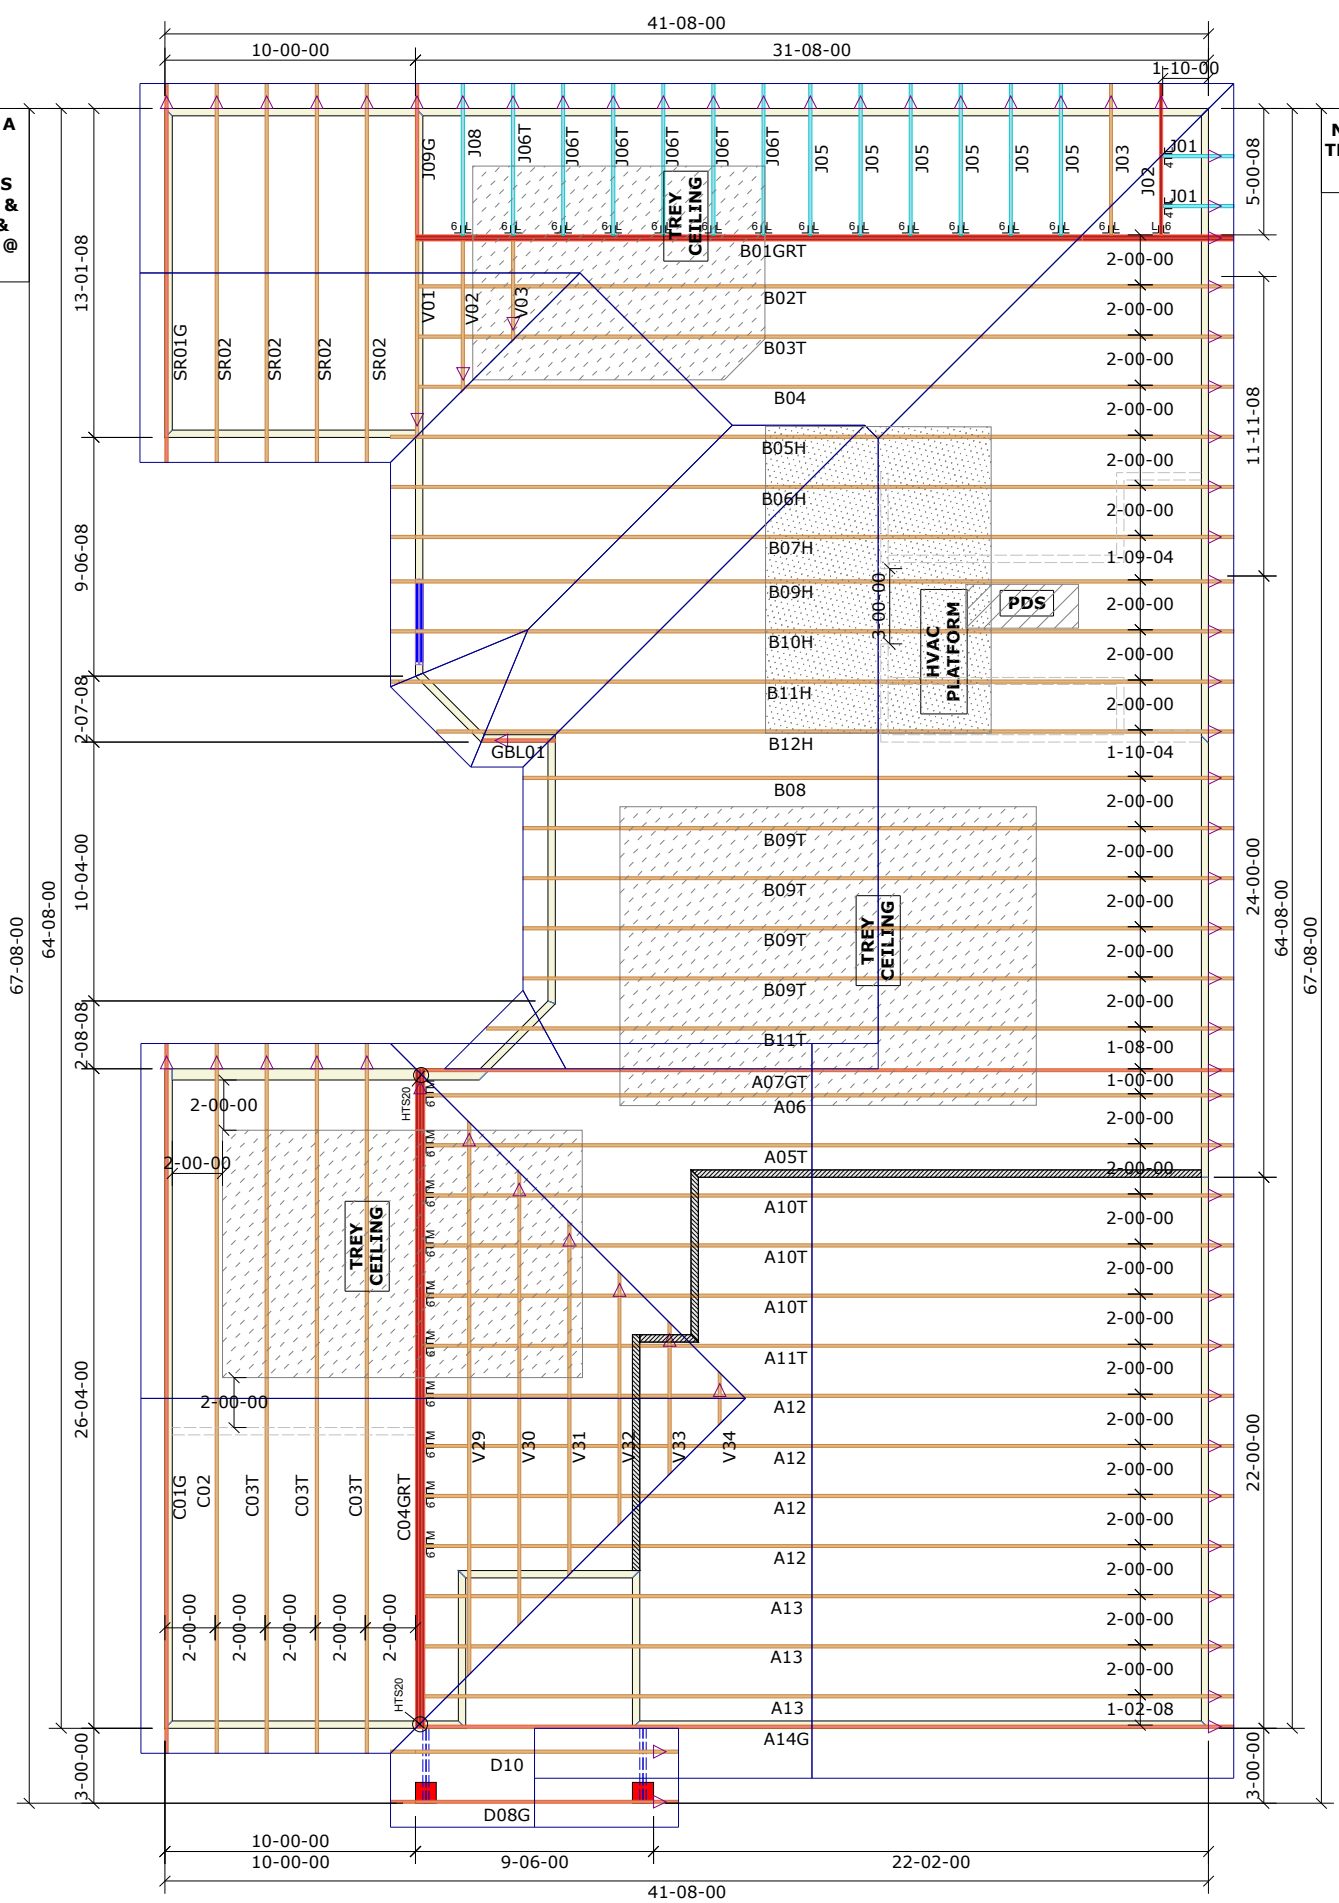 41-08-00
10-00-00
31-08-00
1-10-00
A
S
&
&
@
N
T
J09G
J08
J06T
J06T
J06T
J06T
J06T
J06T
J05
J05
J05
J05
J05
J05
J03
J02
J01
J01
TREY
CEILING
5-00-08
13-01-08
B01GRT
2-00-00
B02T
2-00-00
B03T
2-00-00
B04
2-00-00
V01
V02
V03
SR01G
SR02
SR02
SR02
SR02
11-11-08
B05H
2-00-00
B06H
2-00-00
B07H
1-09-04
B09H
2-00-00
3-00-00
HVAC
PLATFORM
PDS
B10H
2-00-00
B11H
2-00-00
9-06-08
2-07-08
GBL01
B12H
1-10-04
B08
2-00-00
B09T
2-00-00
B09T
2-00-00
B09T
2-00-00
B09T
2-00-00
TREY
CEILING
B11T
1-08-00
10-04-00
64-08-00
67-08-00
24-00-00
64-08-00
67-08-00
2-08-08
A07GT
1-00-00
A06
2-00-00
HTS20
2-00-00
2-00-00
A05T
2-00-00
A10T
2-00-00
A10T
2-00-00
A10T
2-00-00
TREY
CEILING
A11T
2-00-00
2-00-00
A12
2-00-00
A12
2-00-00
A12
2-00-00
A12
2-00-00
26-04-00
22-00-00
V29
V30
V31
V32
V33
V34
C01G
C02
C03T
C03T
C03T
C04GRT
A13
2-00-00
A13
2-00-00
A13
1-02-08
2-00-00
2-00-00
2-00-00
2-00-00
2-00-00
HTS20
A14G
D10
D08G
3-00-00
3-00-00
10-00-00
10-00-00
9-06-00
22-02-00
41-08-00